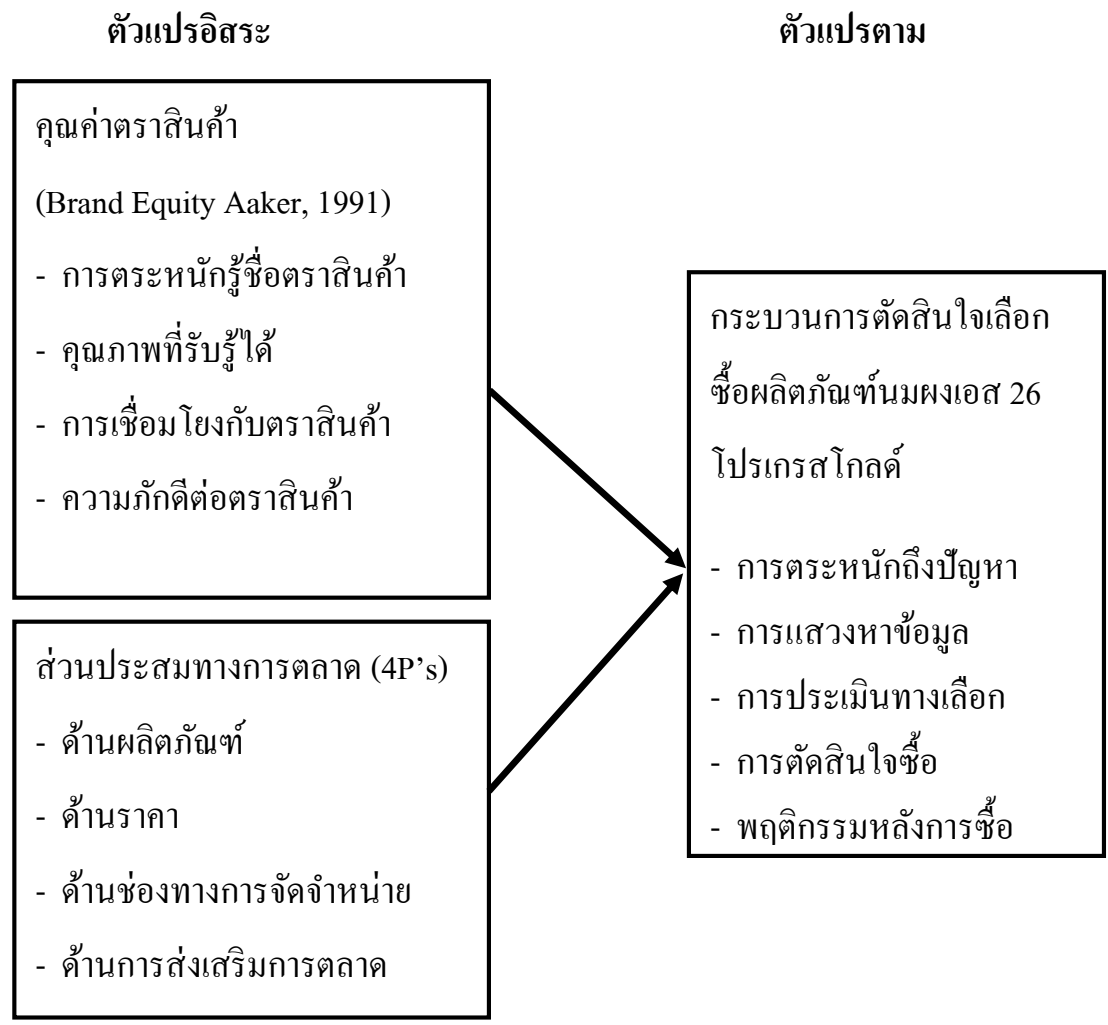 ตัวแปรอิสระ
ตัวแปรตาม
คุณค่าตราสินค้า
(Brand Equity Aaker, 1991)
- การตระหนักรู้ชื่อตราสินค้า
- คุณภาพที่รับรู้ได้
- การเชื่อมโยงกับตราสินค้า
- ความภักดีต่อตราสินค้า
ส่วนประสมทางการตลาด (4P’s)
- ด้านผลิตภัณฑ์
- ด้านราคา
- ด้านช่องทางการจัดจำหน่าย
- ด้านการส่งเสริมการตลาด
กระบวนการตัดสินใจเลือก
ซื้อผลิตภัณฑ์นมผงเอส 26
โปรเกรสโกลด์
- การตระหนักถึงปัญหา
- การแสวงหาข้อมูล
- การประเมินทางเลือก
- การตัดสินใจซื้อ
- พฤติกรรมหลังการซื้อ